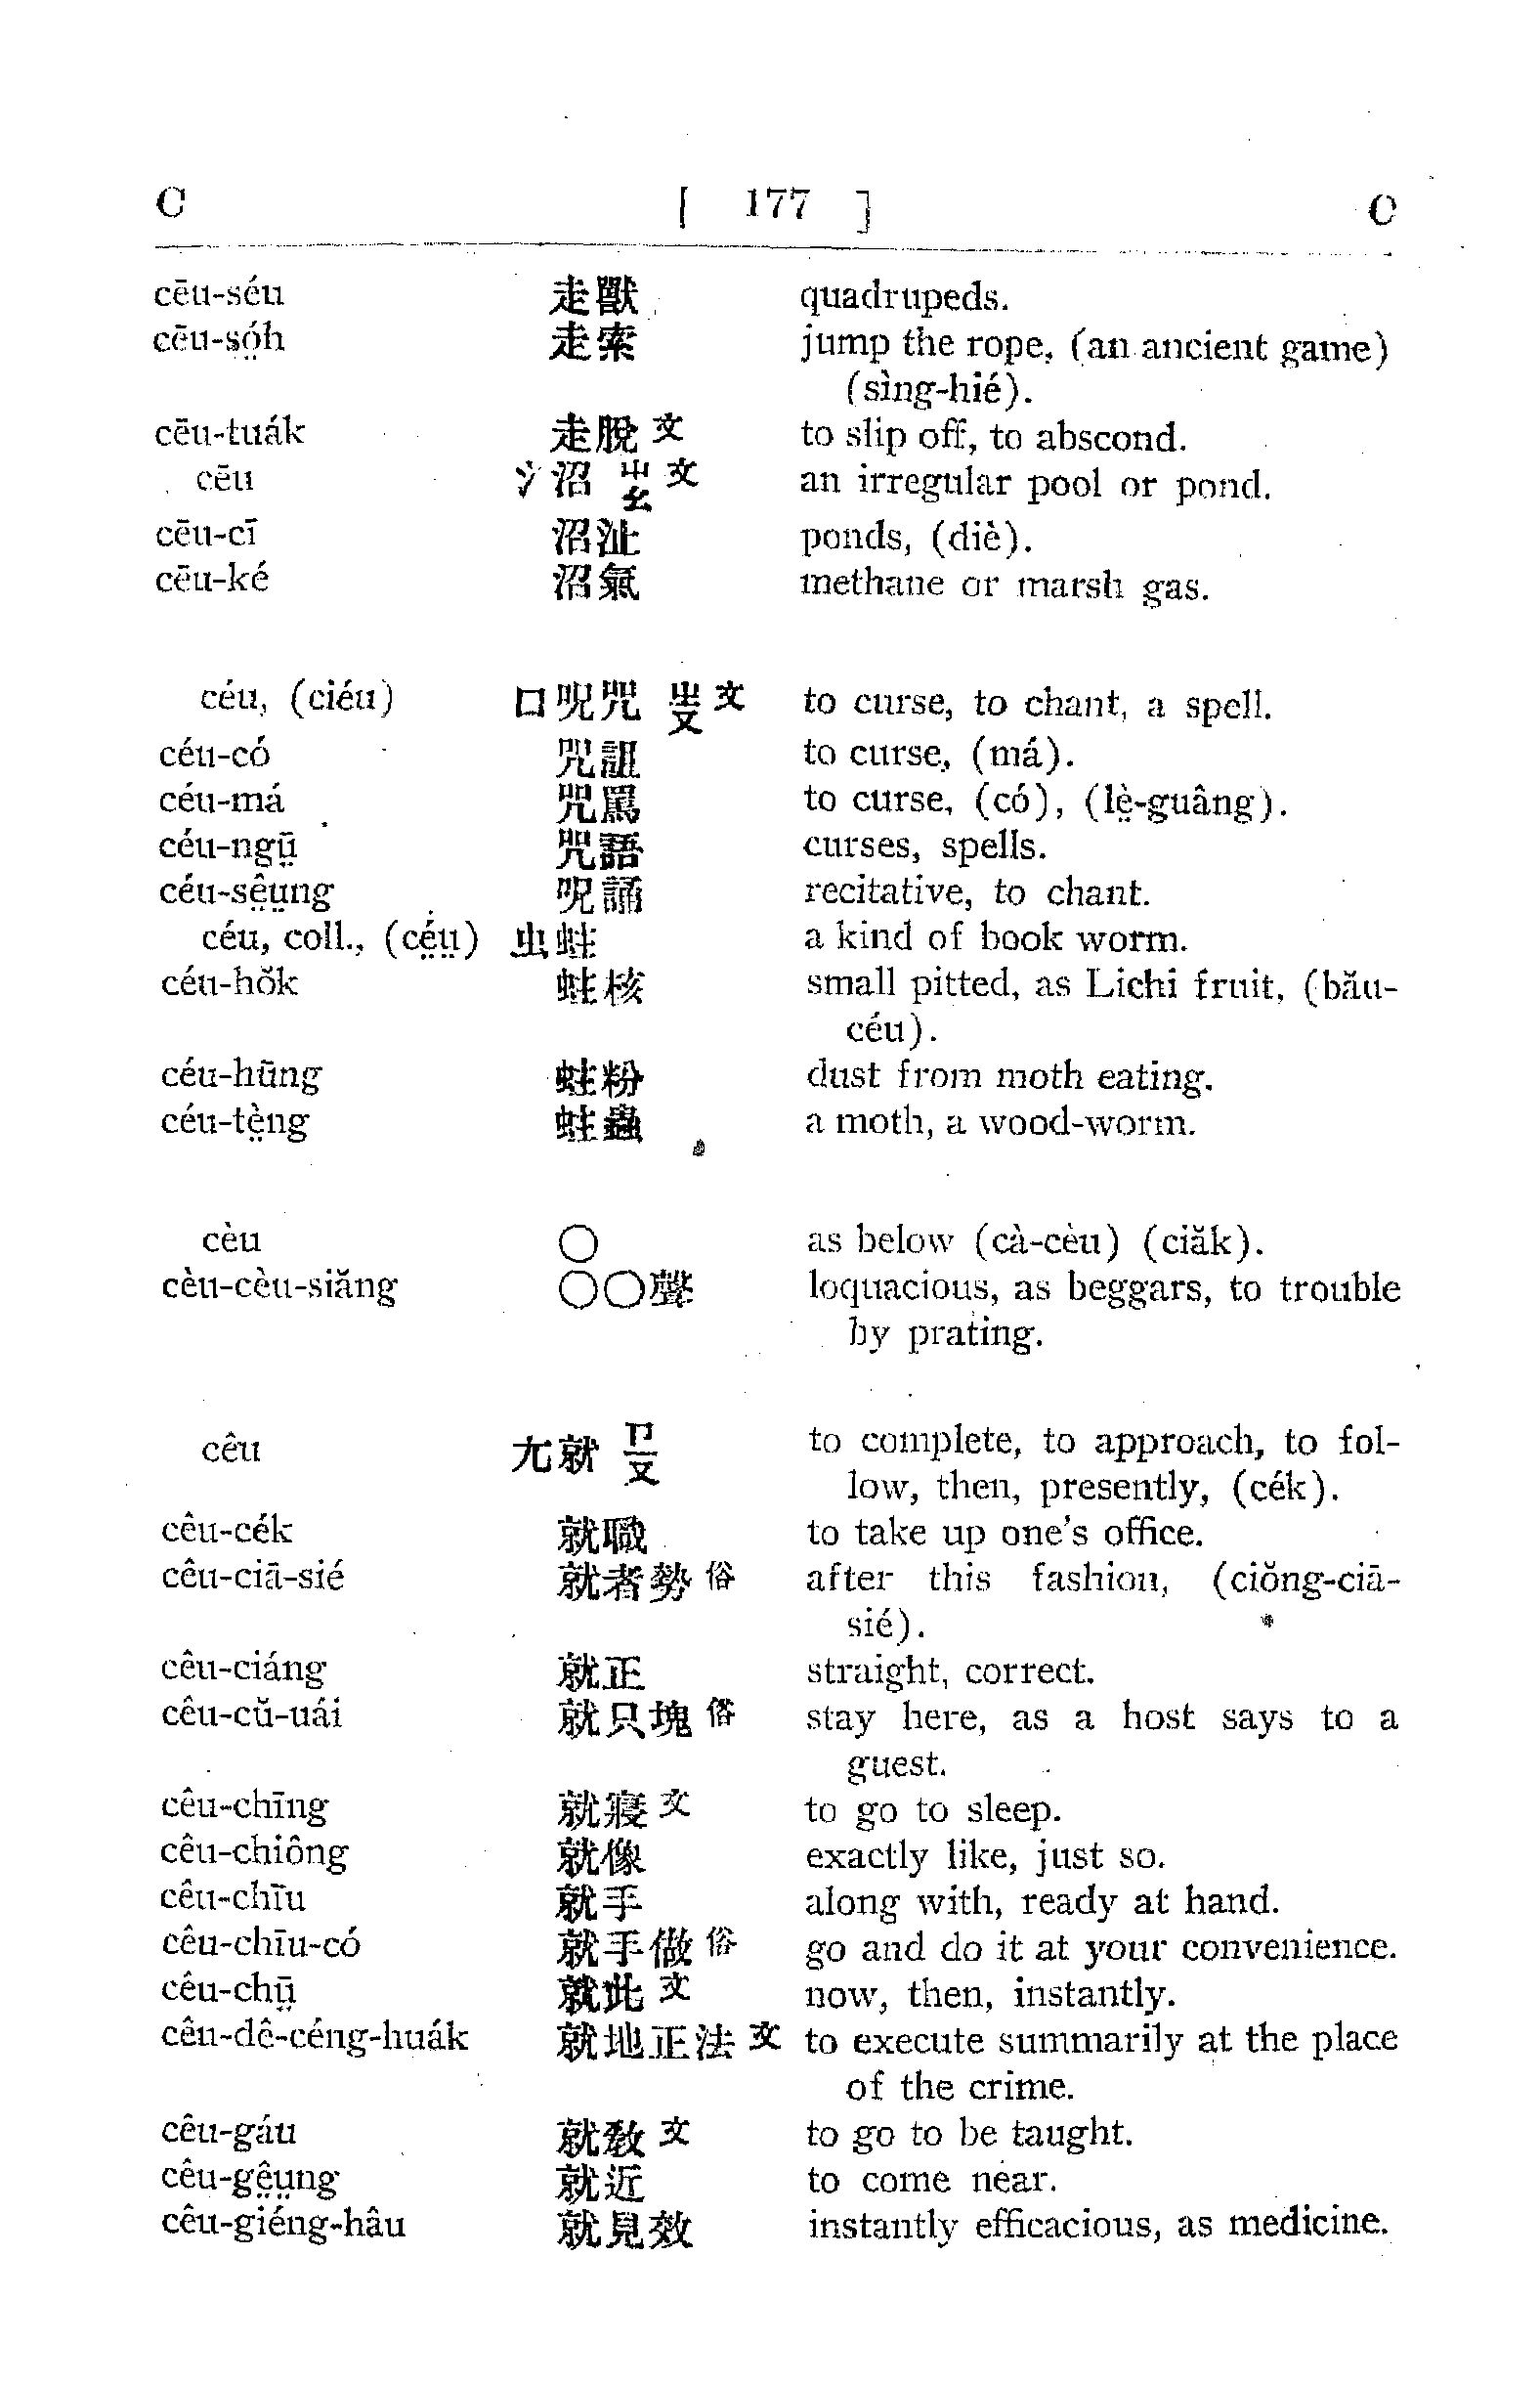 C [ 177 ] C
cēu-séu 走獸 quadrupeds.
cēu-só̤h 走索 jump the rope, (an ancient game)
(sìng-hié).
cēu-tuák 走脫 文 to slip off, to abscond.
cēu 氵沼 ㄓㄠ 文 an irregular pool or pond.
cēu-cī 沼沚 ponds, (diè).
cēu-ké 沼氣 methane or marsh gas.
céu, (ciéu) 口呪咒 ㄓㄡ 文 to curse, to chant, a spell.
céu-có 咒詛 to curse, (má).
céu-má 咒罵 to curse, (có), (lè̤-guâng).
céu-ngṳ̄ 咒語 curses, spells.
céu-sê̤ṳng 呪誦 recitative, to chant.
céu, coll., (cé̤ṳ) 虫蛀 a kind of book worm.
céu-hŏk 蛀核 small pitted, as Lichi fruit, (bău-
céu).
céu-hūng 蛀粉 dust from moth eating.
céu-tè̤ng 蛀蟲 a moth, a wood-worm.
cèu ○ as below (cà-cèu) (ciăk).
cèu-cèu-siăng ○○聲 loquacious, as beggars, to trouble
by prating.
cêu 尢就 ㄗㄧㄡ to complete, to approach, to fol-
low, then, presently, (cék).
cêu-cék 就職 to take up one's office.
cêu-ciā-sié 就者勢 俗 after this fashion, (ciŏng-ciā-
sié).
cêu-ciáng 就正 straight, correct.
cêu-cŭ-uái 就只塊 俗 stay here, as a host says to a
guest.
cêu-chīng 就寢 文 to go to sleep.
cêu-chiông 就像 exactly like, just so.
cêu-chīu 就手 along with, ready at hand.
cêu-chīu-có 就手做 俗 go and do it at your convenience.
cêu-chṳ̄ 就此 文 now, then, instantly.
cêu-dê-céng-huák 就地正法 文 to execute summarily at the place
of the crime.
cêu-gáu 就教 文 to go to be taught.
cêu-gê̤ṳng 就近 to come near.
cêu-giéng-hâu 就見效 instantly efficacious, as medicine.